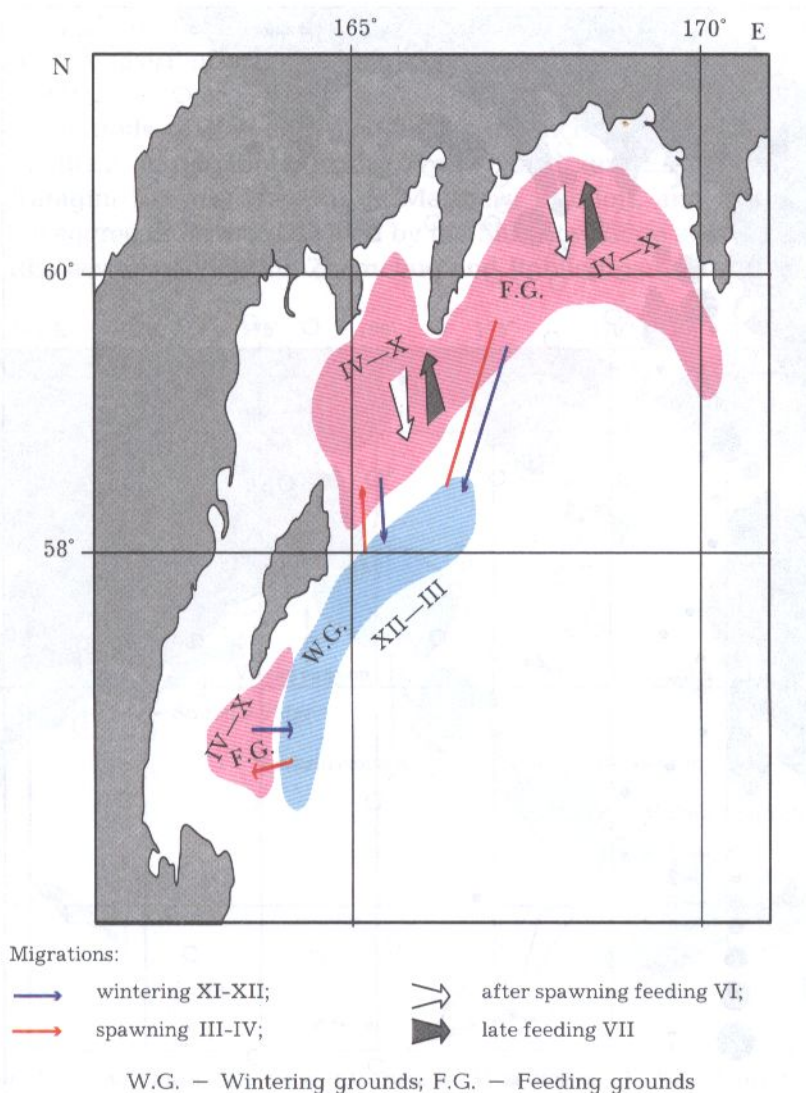 165° 170° E
N
60°
IV—X
F.G.
IV—X
58°
XII—III
W.G.
IV—X
F.G.
Migrations:
wintering XI-XII;
after spawning feeding VI;
spawning III-IV;
late feeding VII
W.G. — Wintering grounds; F.G. — Feeding grounds